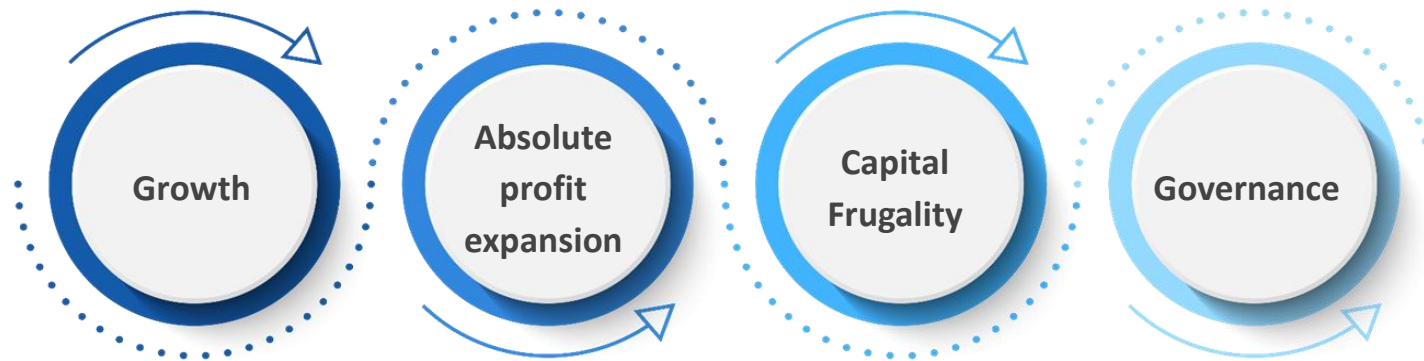 Growth
Absolute
profit
expansion
Capital
Frugality
Governance